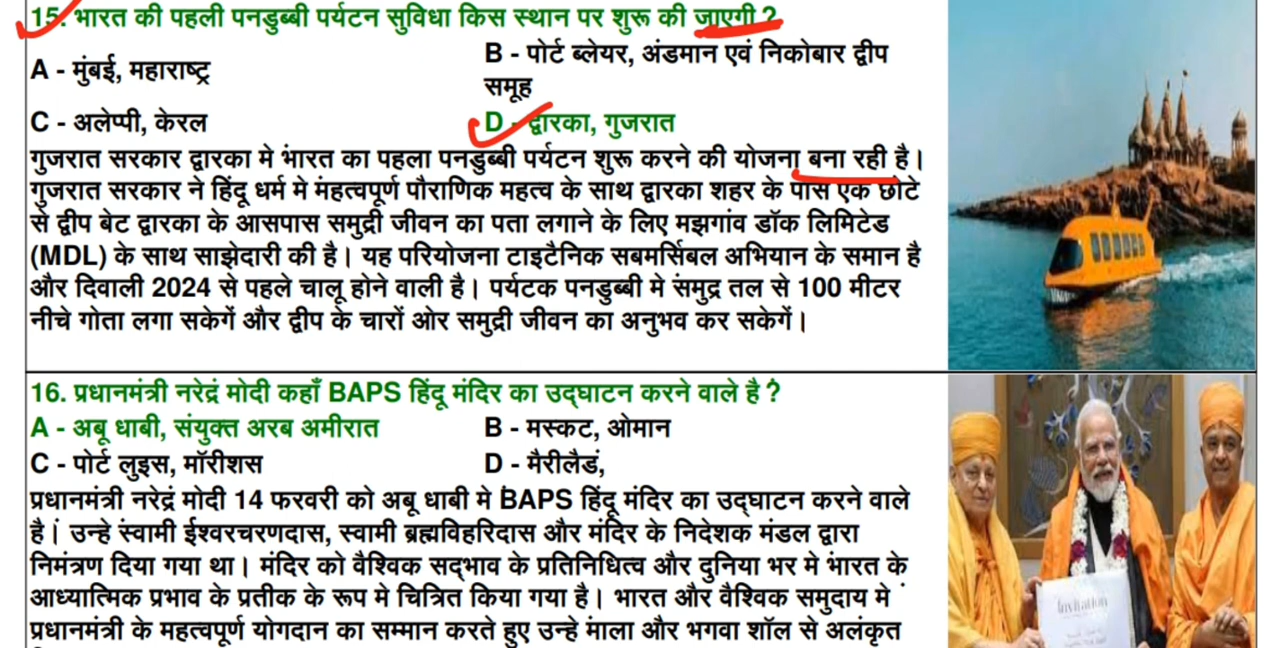 15. भारत की पहली पनडुब्बी पर्यटन सुविधा किस स्थान पर शुरू की जाएगी ?
A - मुंबई, महाराष्ट्र
B - पोर्ट ब्लेयर, अंडमान एवं निकोबार द्वीप
समूह
C - अलेप्पी, केरल
D - द्वारका, गुजरात
गुजरात सरकार द्वारका मे भारत का पहला पनडुब्बी पर्यटन शुरू करने की योजना बना रही है।
गुजरात सरकार ने हिंदू धर्म मे महत्वपूर्ण पौराणिक महत्व के साथ द्वारका शहर के पास एक छोटे
से द्वीप बेट द्वारका के आसपास समुद्री जीवन का पता लगाने के लिए मझगांव डॉक लिमिटेड
(MDL) के साथ साझेदारी की है। यह परियोजना टाइटैनिक सबमर्सिबल अभियान के समान है
और दिवाली 2024 से पहले चालू होने वाली है। पर्यटक पनडुब्बी मे समुद्र तल से 100 मीटर
नीचे गोता लगा सकेगें और द्वीप के चारों ओर समुद्री जीवन का अनुभव कर सकेगें।
16. प्रधानमंत्री नरेद्रं मोदी कहाँ BAPS हिंदू मंदिर का उद्घाटन करने वाले है ?
A - अबू धाबी, संयुक्त अरब अमीरात
B - मस्कट, ओमान
C - पोर्ट लुइस, मॉरीशस
D - मैरीलैडं,
प्रधानमंत्री नरेद्रं मोदी 14 फरवरी को अबू धाबी मे BAPS हिंदू मंदिर का उद्घाटन करने वाले
है। उन्हे स्वामी ईश्वरचरणदास, स्वामी ब्रह्मविहरिदास और मंदिर के निदेशक मंडल द्वारा
निमंत्रण दिया गया था। मंदिर को वैश्विक सद्भाव के प्रतिनिधित्व और दुनिया भर मे भारत के
आध्यात्मिक प्रभाव के प्रतीक के रूप मे चित्रित किया गया है। भारत और वैश्विक समुदाय मे
प्रधानमंत्री के महत्वपूर्ण योगदान का सम्मान करते हुए उन्हे माला और भगवा शॉल से अलंकृत
Invitation